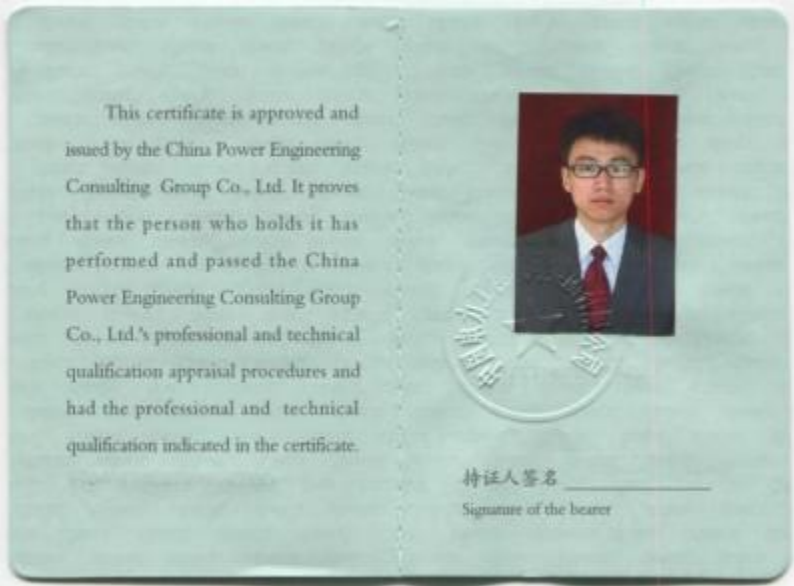 This certificate is approved and
issued by the China Power Engineering
Consulting Group Co., Ltd. It proves
that the person who holds it has
performed and passed the China
Power Engineering Consulting Group
Co., Ltd.'s professional and technical
qualification appraisal procedures and
had the professional and technical
qualification indicated in the certificate.
持证人签名
Signature of the bearer